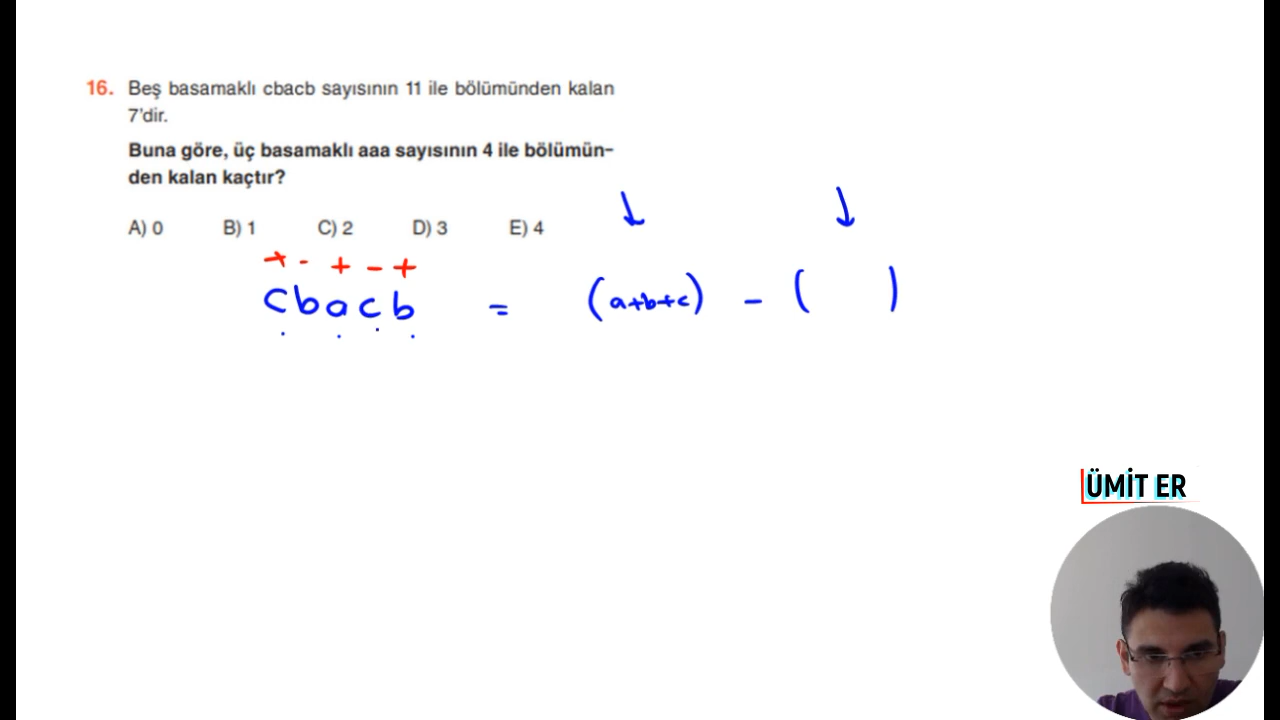 16. Beş basamaklı cbacb sayısının 11 ile bölümünden kalan
7'dir.
Buna göre, üç basamaklı aaa sayısının 4 ile bölümün-
den kalan kaçtır?
A) 0 B) 1 C) 2 D) 3 E) 4
+ - + - +
cbacb = (a+b+c) - ( )
ÜMİT ER